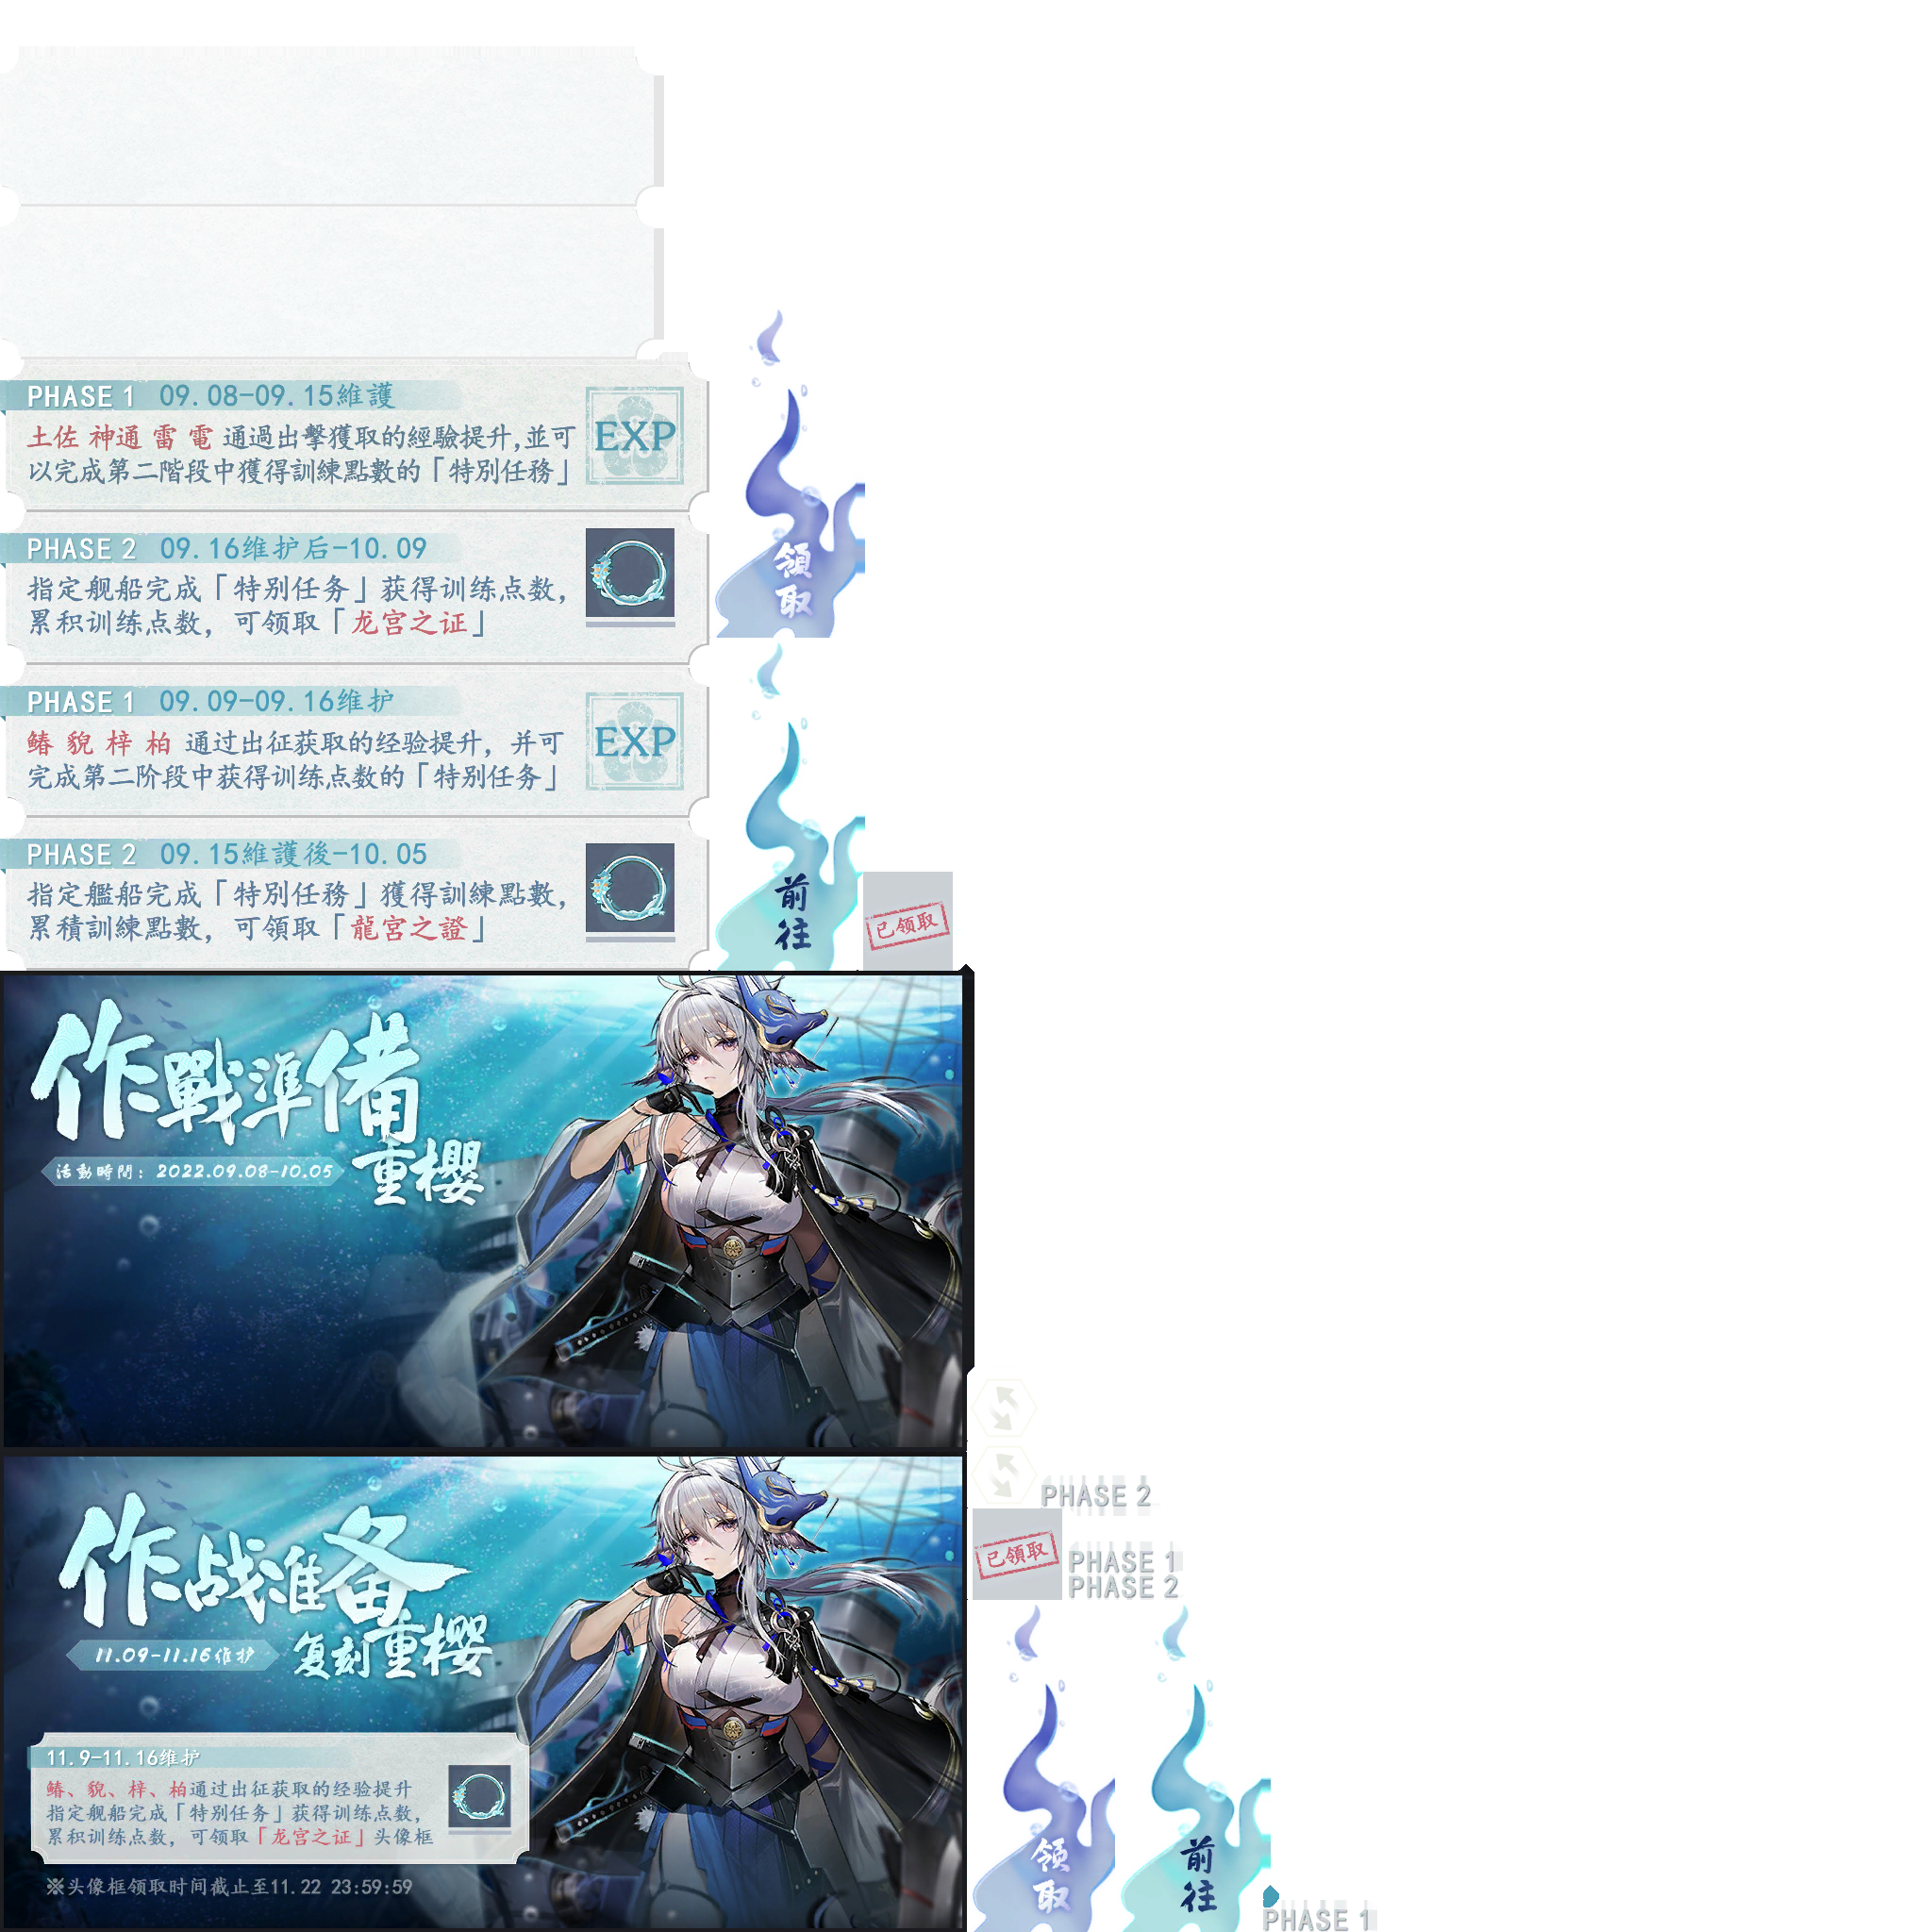 PHASE 1 09.08-09.15維護
土佐 神通 雷 電 通過出擊獲取的經驗提升,並可
以完成第二階段中獲得訓練點數的「特別任務」
EXP
PHASE 2 09.16维护后-10.09
指定舰船完成「特别任务」获得训练点数，
累积训练点数，可领取「龙宫之证」
領取
PHASE 1 09.09-09.16维护
鳍 貌 梓 柏 通过出征获取的经验提升，并可
完成第二阶段中获得训练点数的「特别任务」
EXP
PHASE 2 09.15維護後-10.05
指定艦船完成「特別任務」獲得訓練點數，
累積訓練點數，可領取「龍宮之證」
前往
已领取
作戰準備
重櫻
活動時間：2022.09.08-10.05
作战准备
复刻重樱
11.09-11.16维护
11.9-11.16维护
鳍、貌、梓、柏通过出征获取的经验提升
指定舰船完成「特别任务」获得训练点数，
累积训练点数，可领取「龙宫之证」头像框
※头像框领取时间截止至11.22 23:59:59
PHASE 2
已領取
PHASE 1
PHASE 2
领取
前往
PHASE 1